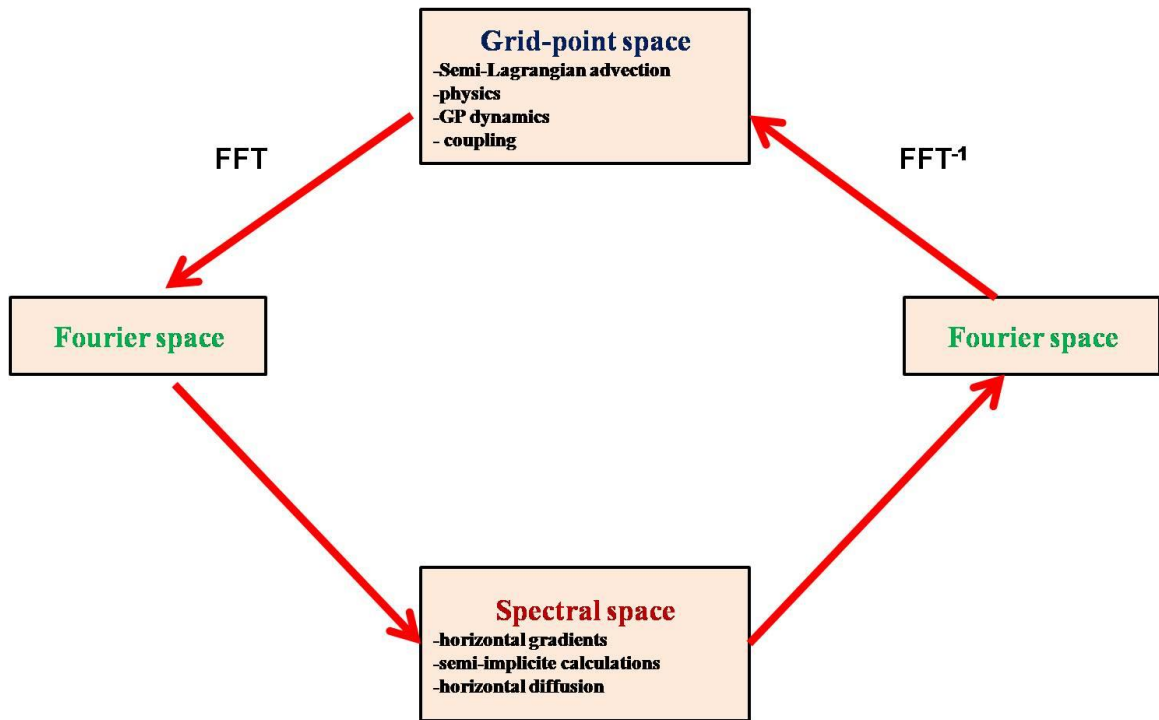 Grid-point space
-Semi-Lagrangian advection
-physics
-GP dynamics
- coupling
FFT
FFT-1
Fourier space
Fourier space
Spectral space
-horizontal gradients
-semi-implicite calculations
-horizontal diffusion